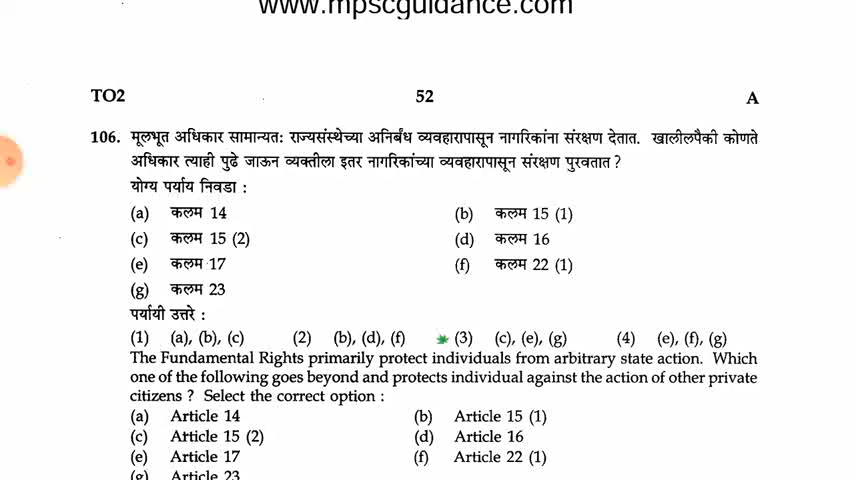 www.mpscguidance.com
TO2 52 A
106. मूलभूत अधिकार सामान्यतः राज्यसंस्थेच्या अनिर्बंध व्यवहारापासून नागरिकांना संरक्षण देतात. खालीलपैकी कोणते
अधिकार त्याही पुढे जाऊन व्यक्तीला इतर नागरिकांच्या व्यवहारापासून संरक्षण पुरवतात ?
योग्य पर्याय निवडा :
(a) कलम 14 (b) कलम 15 (1)
(c) कलम 15 (2) (d) कलम 16
(e) कलम 17 (f) कलम 22 (1)
(g) कलम 23
पर्यायी उत्तरे :
(1) (a), (b), (c) (2) (b), (d), (f) (3) (c), (e), (g) (4) (e), (f), (g)
The Fundamental Rights primarily protect individuals from arbitrary state action. Which
one of the following goes beyond and protects individual against the action of other private
citizens ? Select the correct option :
(a) Article 14 (b) Article 15 (1)
(c) Article 15 (2) (d) Article 16
(e) Article 17 (f) Article 22 (1)
(g) Article 23